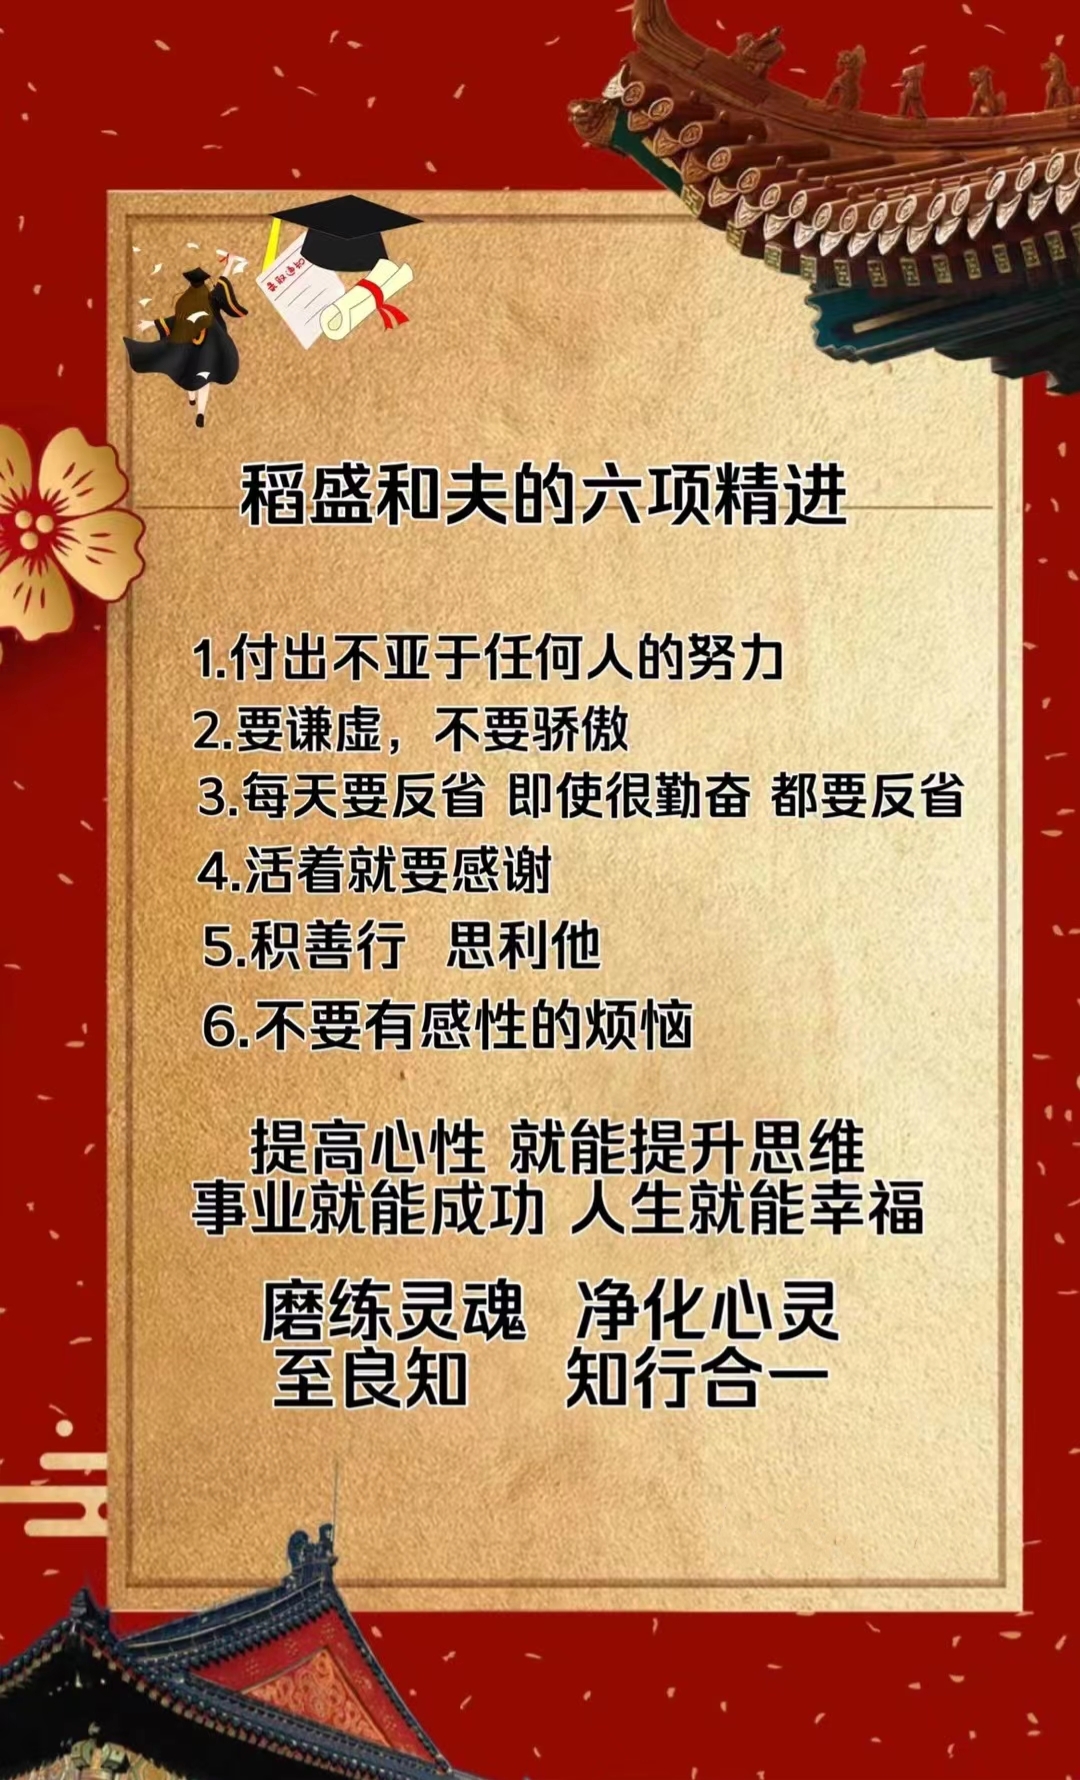 稻盛和夫的六项精进
1.付出不亚于任何人的努力
2.要谦虚，不要骄傲
3.每天要反省 即使很勤奋 都要反省
4.活着就要感谢
5.积善行 思利他
6.不要有感性的烦恼
提高心性 就能提升思维
事业就能成功 人生就能幸福
磨练灵魂 净化心灵
至良知 知行合一